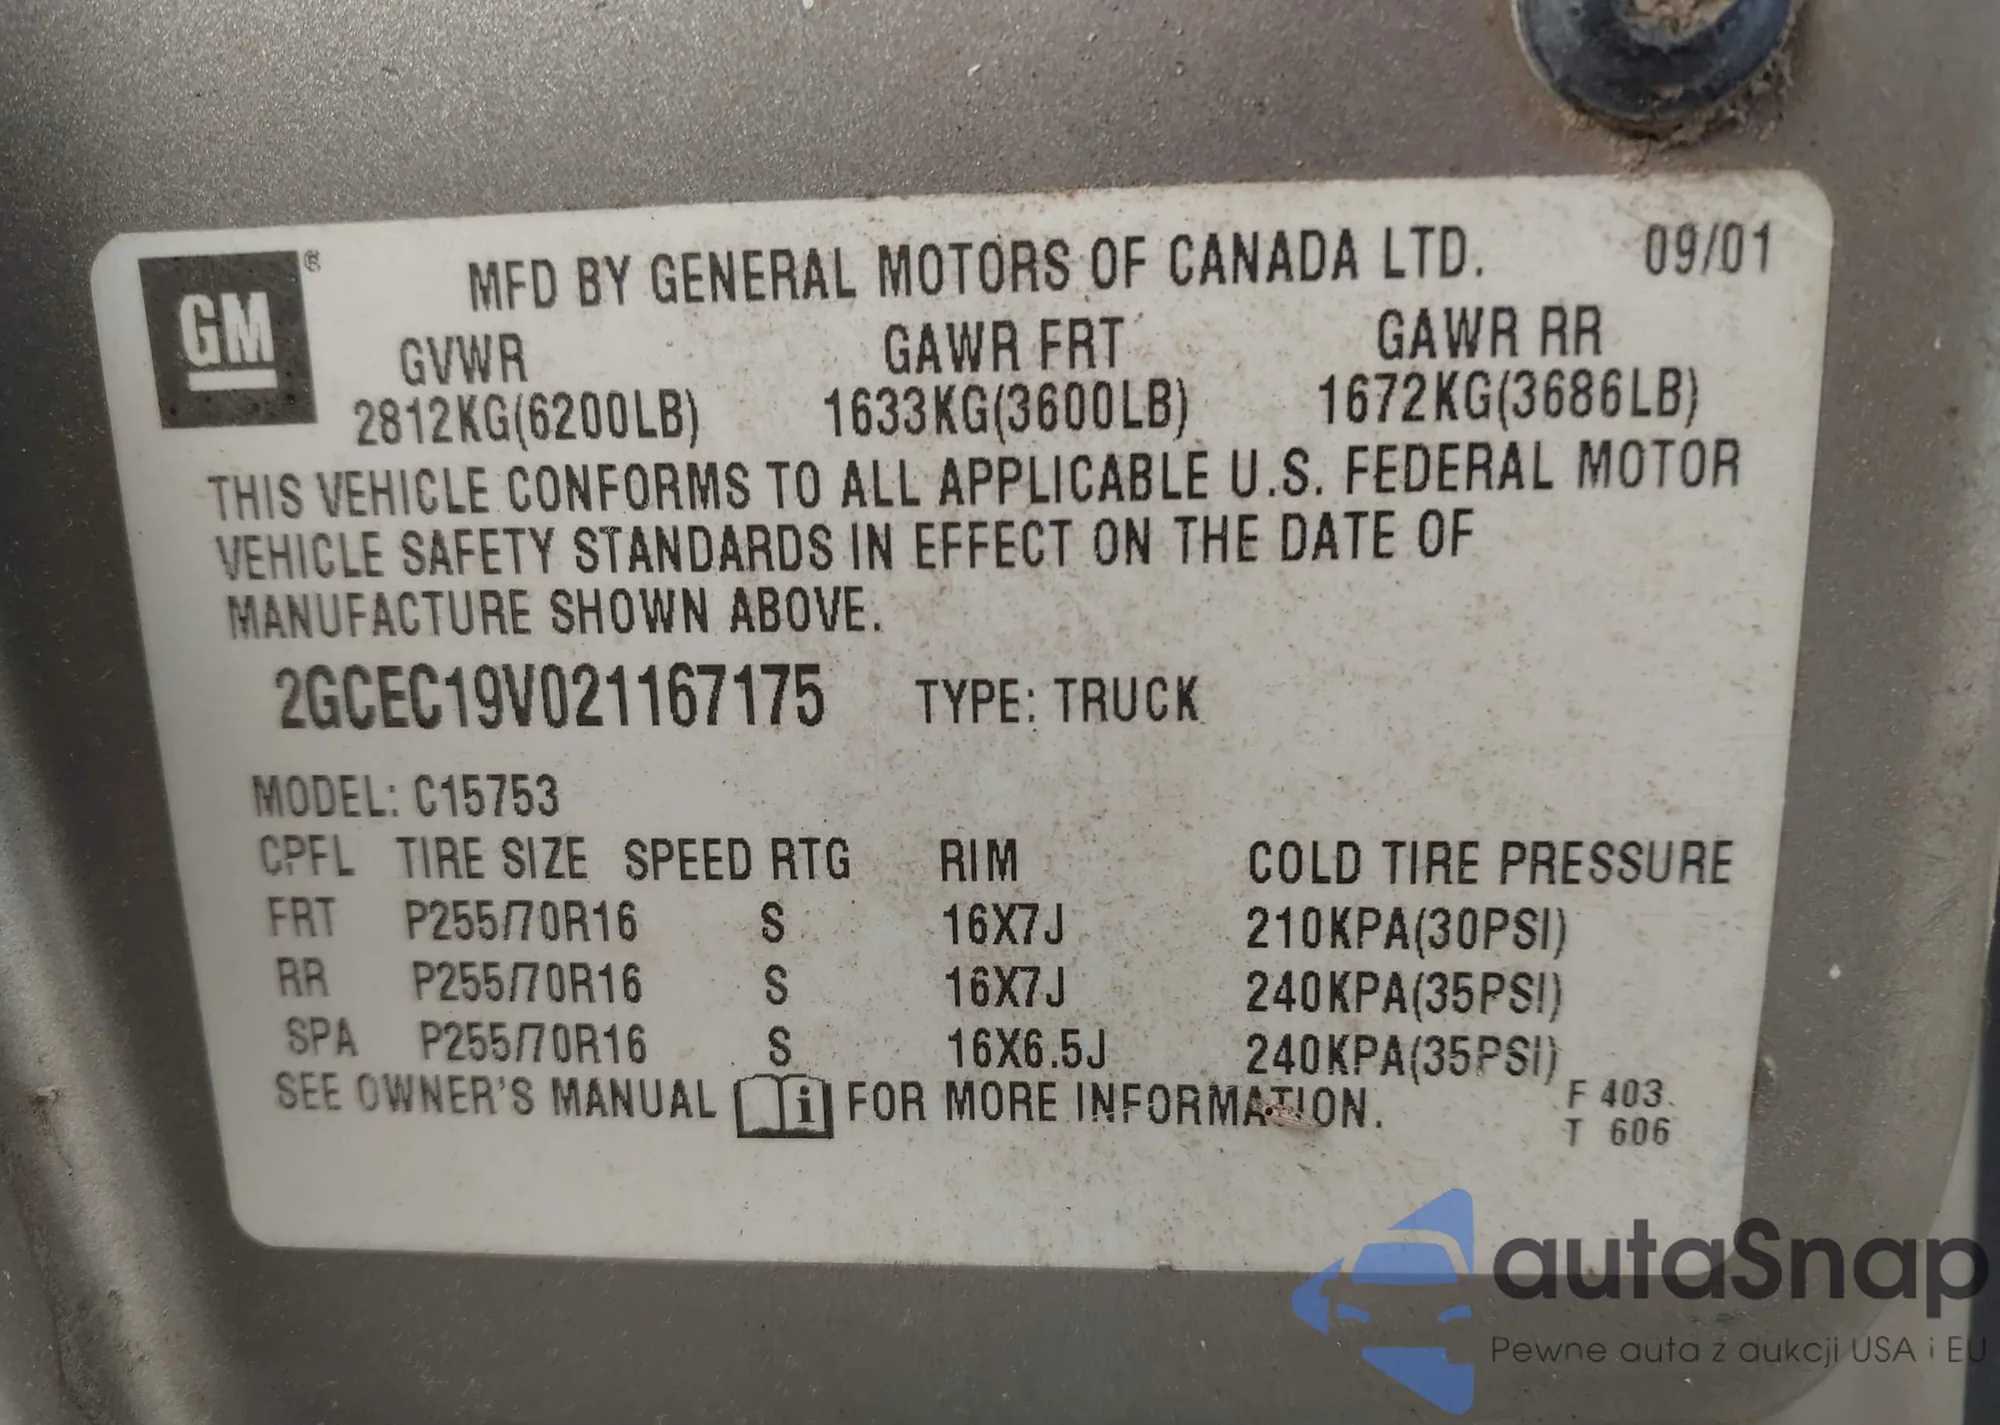 GM®
MFD BY GENERAL MOTORS OF CANADA LTD. 09/01
GVWR GAWR FRT GAWR RR
2812KG(6200LB) 1633KG(3600LB) 1672KG(3686LB)
THIS VEHICLE CONFORMS TO ALL APPLICABLE U.S. FEDERAL MOTOR
VEHICLE SAFETY STANDARDS IN EFFECT ON THE DATE OF
MANUFACTURE SHOWN ABOVE.
2GCEC19V021167175 TYPE: TRUCK
MODEL: C15753
CPFL TIRE SIZE SPEED RTG RIM COLD TIRE PRESSURE
FRT P255/70R16 S 16X7J 210KPA(30PSI)
RR P255/70R16 S 16X7J 240KPA(35PSI)
SPA P255/70R16 S 16X6.5J 240KPA(35PSI)
SEE OWNER'S MANUAL i FOR MORE INFORMATION.
F 403
T 606
autaSnap
Pewne auta z aukcji USA i EU